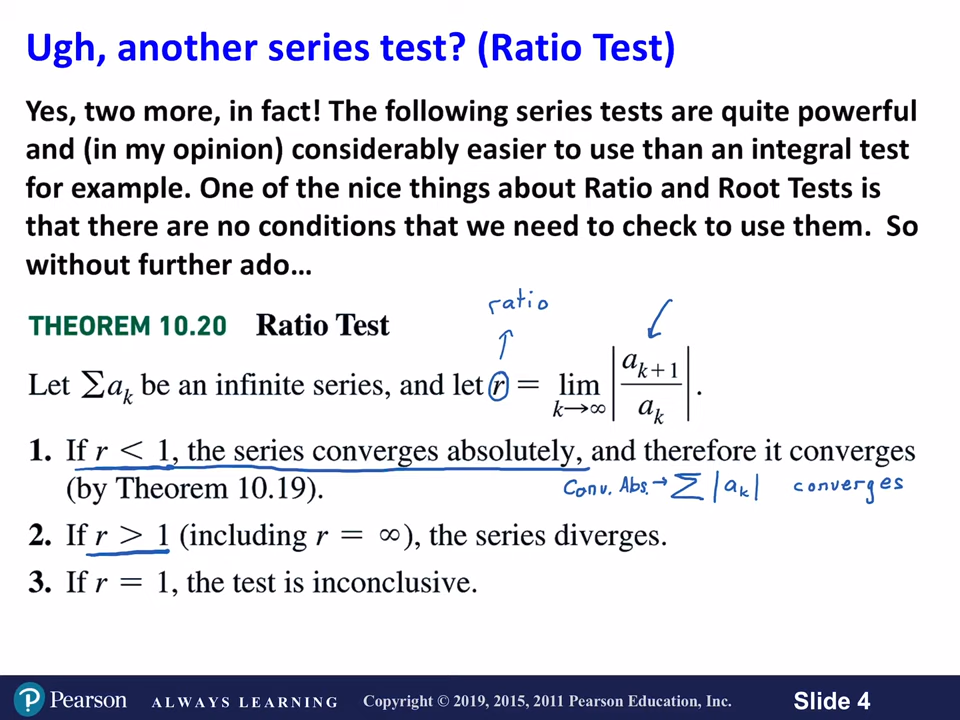 Ugh, another series test? (Ratio Test)
Yes, two more, in fact! The following series tests are quite powerful
and (in my opinion) considerably easier to use than an integral test
for example. One of the nice things about Ratio and Root Tests is
that there are no conditions that we need to check to use them.  So
without further ado…
ratio
THEOREM 10.20 Ratio Test
Let ∑aₖ be an infinite series, and let r = lim k→∞ |aₖ₊₁ / aₖ|.
1. If r < 1, the series converges absolutely, and therefore it converges
(by Theorem 10.19).
Conv. Abs. → ∑ |aₖ| converges
2. If r > 1 (including r = ∞), the series diverges.
3. If r = 1, the test is inconclusive.
P Pearson ALWAYS LEARNING Copyright © 2019, 2015, 2011 Pearson Education, Inc. Slide 4